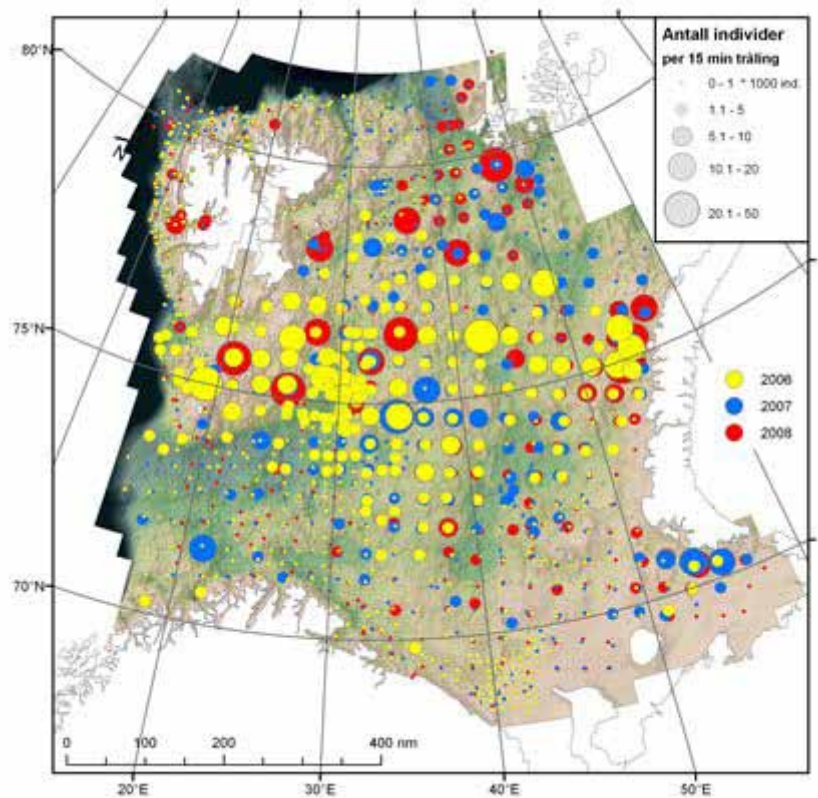 80°N
75°N
70°N
N
Antall individer
per 15 min tråling
0 - 1 * 1000 ind.
1.1 - 5
5.1 - 10
10.1 - 20
20.1 - 50
2006
2007
2008
0 100 200 400 nm
20°E 30°E 40°E 50°E